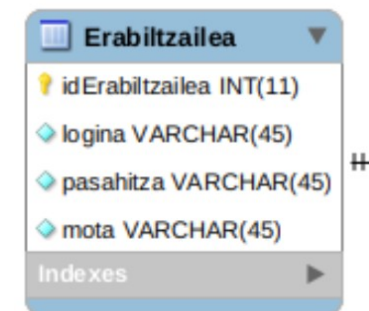 Erabiltzailea
idErabiltzailea INT(11)
logina VARCHAR(45)
pasahitza VARCHAR(45)
mota VARCHAR(45)
Indexes